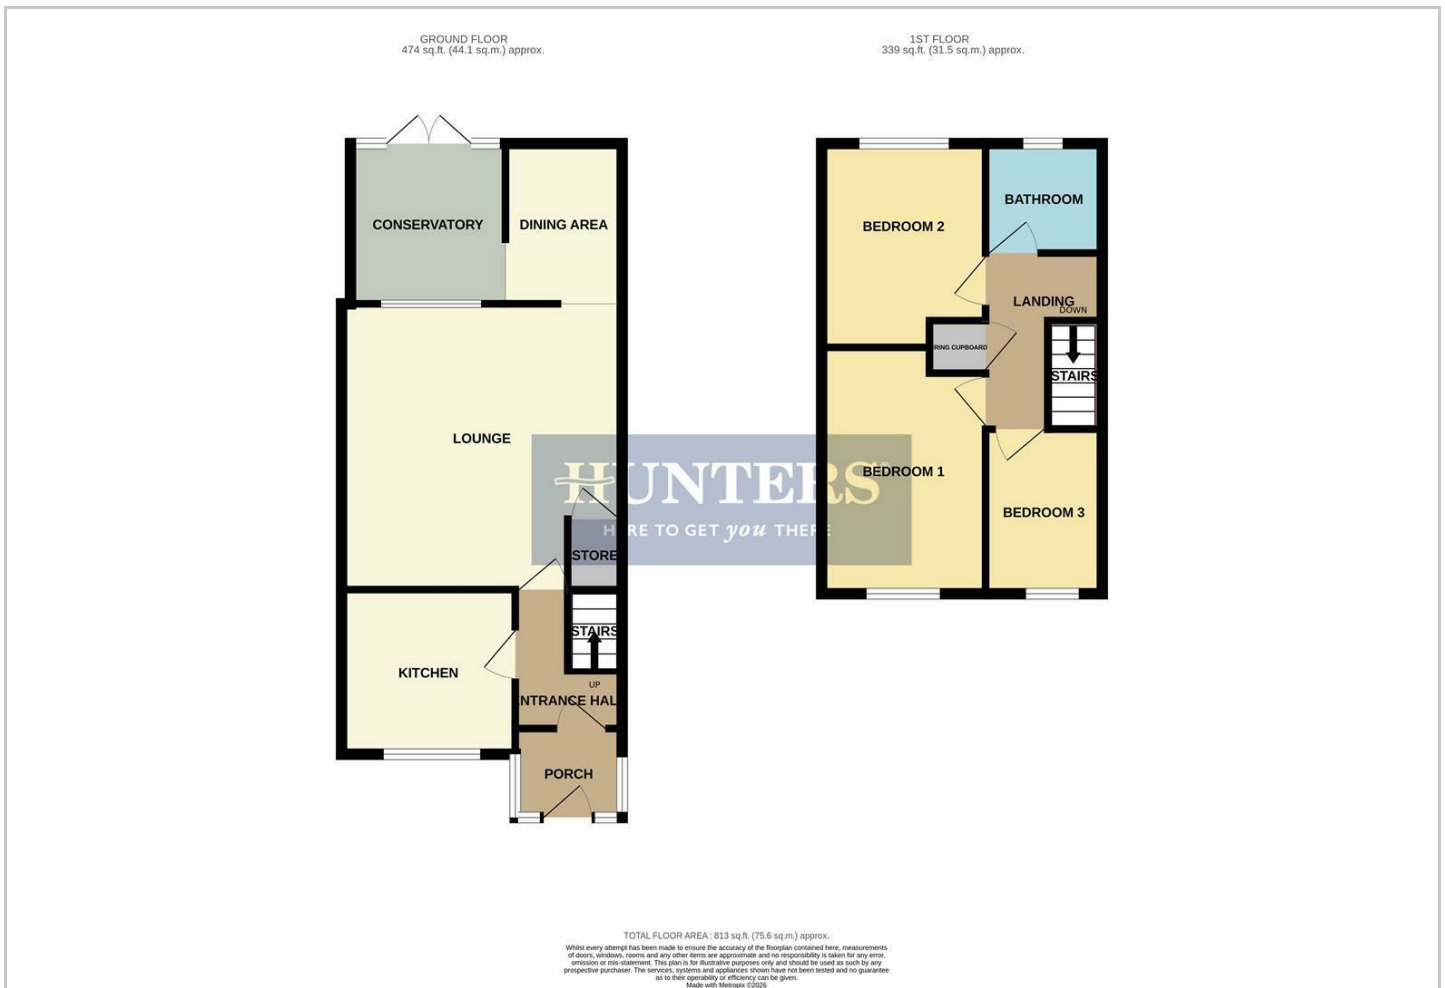 GROUND FLOOR
474 sq.ft. (44.1 sq.m.) approx.
1ST FLOOR
339 sq.ft. (31.5 sq.m.) approx.
CONSERVATORY
DINING AREA
LOUNGE
STORE
STAIRS
KITCHEN
UP
ENTRANCE HAL
PORCH
BEDROOM 2
BATHROOM
LANDING
DOWN
RING CUPBOARD
STAIRS
BEDROOM 1
BEDROOM 3
HUNTERS®
HERE TO GET you THERE
TOTAL FLOOR AREA : 813 sq.ft. (75.6 sq.m.) approx.
Whilst every attempt has been made to ensure the accuracy of the floorplan contained here, measurements
of doors, windows, rooms and any other items are approximate and no responsibility is taken for any error,
omission or mis-statement. This plan is for illustrative purposes only and should be used as such by any
prospective purchaser. The services, systems and appliances shown have not been tested and no guarantee
as to their operability or efficiency can be given.
Made with Metropix ©2026